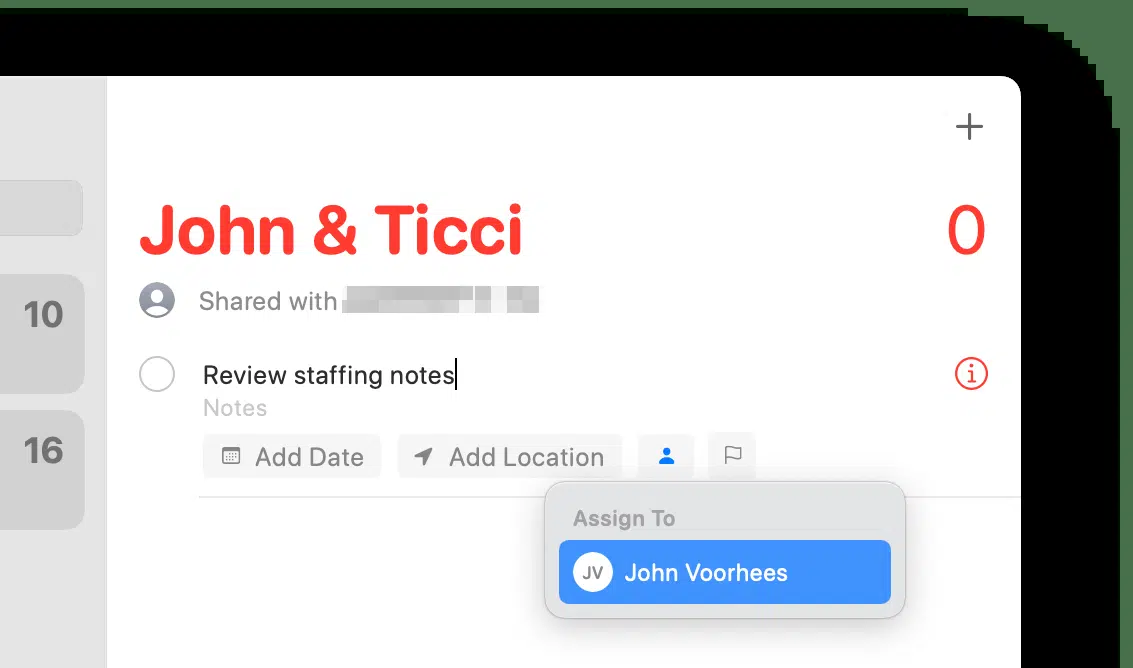 John & Ticci
0
Shared with
10
Review staffing notes
Notes
16
Add Date
Add Location
Assign To
JV
John Voorhees